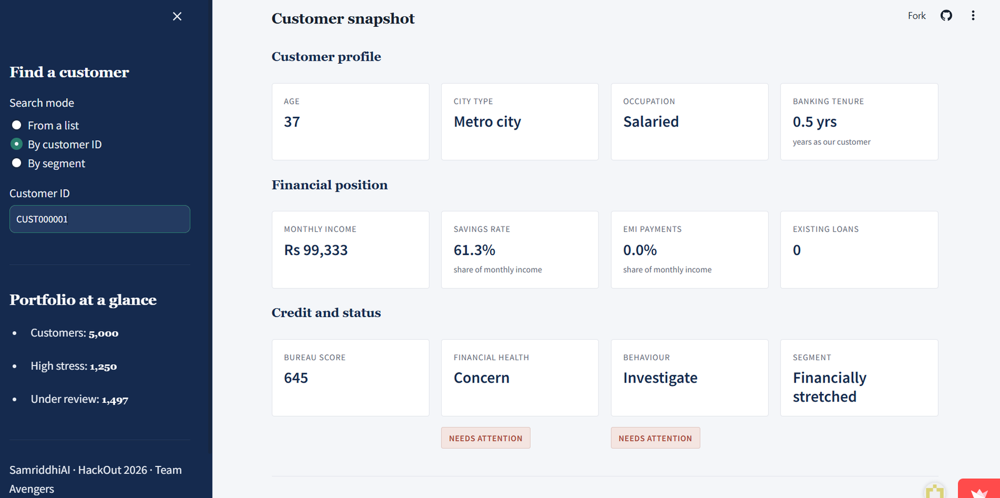 Find a customer
Search mode
From a list
By customer ID
By segment
Customer ID
CUST000001
Portfolio at a glance
• Customers: 5,000
• High stress: 1,250
• Under review: 1,497
SamriddhiAI · HackOut 2026 · Team
Avengers
Fork
Customer snapshot
Customer profile
AGE
37
CITY TYPE
Metro city
OCCUPATION
Salaried
BANKING TENURE
0.5 yrs
years as our customer
Financial position
MONTHLY INCOME
Rs 99,333
SAVINGS RATE
61.3%
share of monthly income
EMI PAYMENTS
0.0%
share of monthly income
EXISTING LOANS
0
Credit and status
BUREAU SCORE
645
FINANCIAL HEALTH
Concern
NEEDS ATTENTION
BEHAVIOUR
Investigate
NEEDS ATTENTION
SEGMENT
Financially
stretched